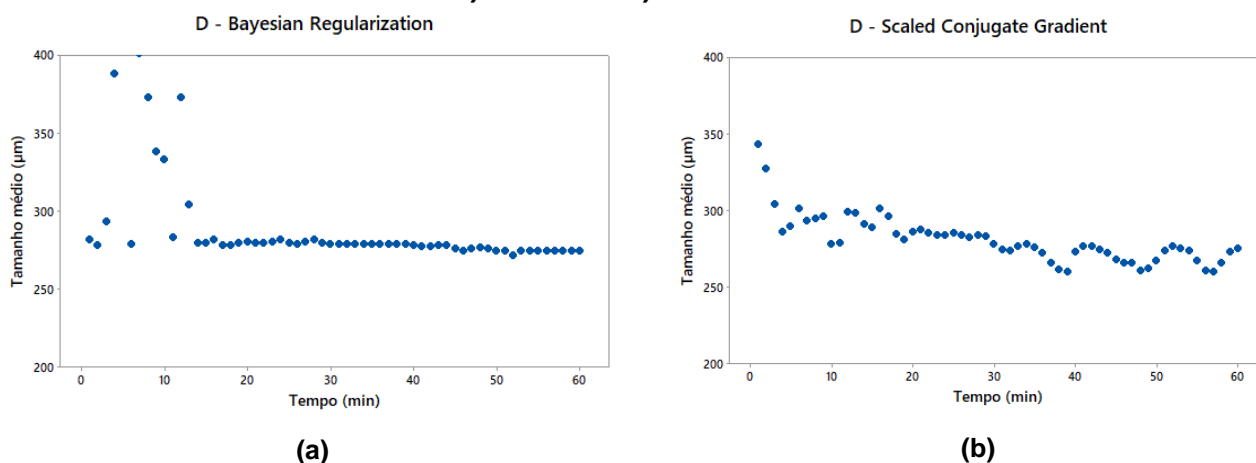 D - Bayesian Regularization
400
350
300
250
200
Tamanho médio (µm)
0 10 20 30 40 50 60
Tempo (min)
(a)
D - Scaled Conjugate Gradient
400
350
300
250
200
Tamanho médio (µm)
0 10 20 30 40 50 60
Tempo (min)
(b)